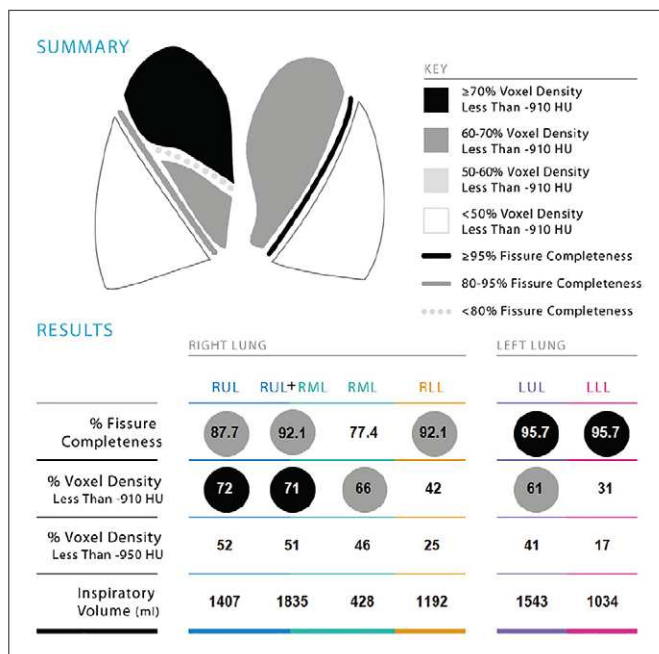 SUMMARY
KEY
≥70% Voxel Density
Less Than -910 HU
60-70% Voxel Density
Less Than -910 HU
50-60% Voxel Density
Less Than -910 HU
<50% Voxel Density
Less Than -910 HU
≥95% Fissure Completeness
80-95% Fissure Completeness
<80% Fissure Completeness
RESULTS
RIGHT LUNG LEFT LUNG
RUL RUL+RML RML RLL LUL LLL
% Fissure
Completeness
87.7 92.1 77.4 92.1 95.7 95.7
% Voxel Density
Less Than -910 HU
72 71 66 42 61 31
% Voxel Density
Less Than -950 HU
52 51 46 25 41 17
Inspiratory
Volume (ml)
1407 1835 428 1192 1543 1034